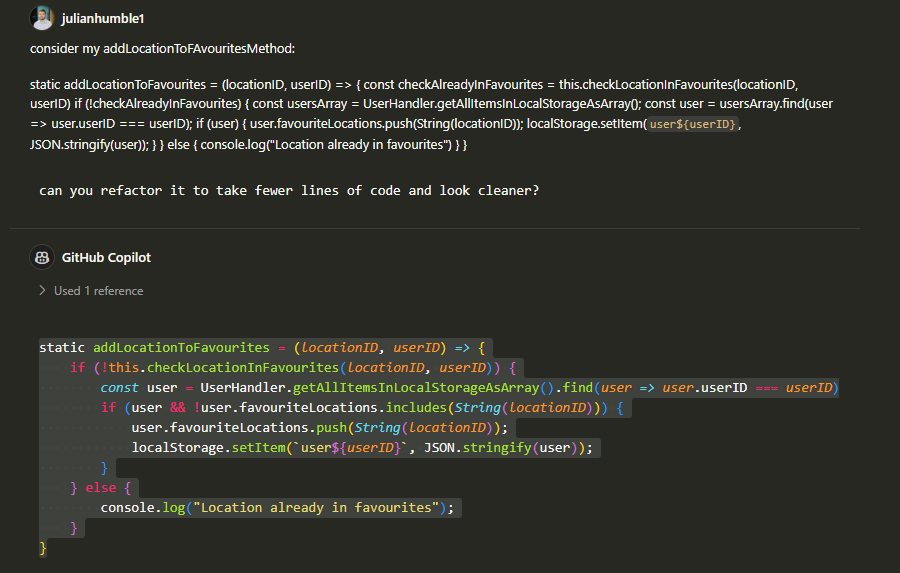 julianhumble1
consider my addLocationToFAvouritesMethod:
static addLocationToFavourites = (locationID, userID) => { const checkAlreadyInFavourites = this.checkLocationInFavourites(locationID,
userID) if (!checkAlreadyInFavourites) { const usersArray = UserHandler.getAllItemsInLocalStorageAsArray(); const user = usersArray.find(user
=> user.userID === userID); if (user) { user.favouriteLocations.push(String(locationID)); localStorage.setItem(user${userID},
JSON.stringify(user)); } } else { console.log("Location already in favourites") } }
can you refactor it to take fewer lines of code and look cleaner?
GitHub Copilot
> Used 1 reference
static addLocationToFavourites = (locationID, userID) => {
if (!this.checkLocationInFavourites(locationID, userID)) {
const user = UserHandler.getAllItemsInLocalStorageAsArray().find(user => user.userID === userID)
if (user && !user.favouriteLocations.includes(String(locationID))) {
user.favouriteLocations.push(String(locationID));
localStorage.setItem(`user${userID}`, JSON.stringify(user));
}
} else {
console.log("Location already in favourites");
}
}